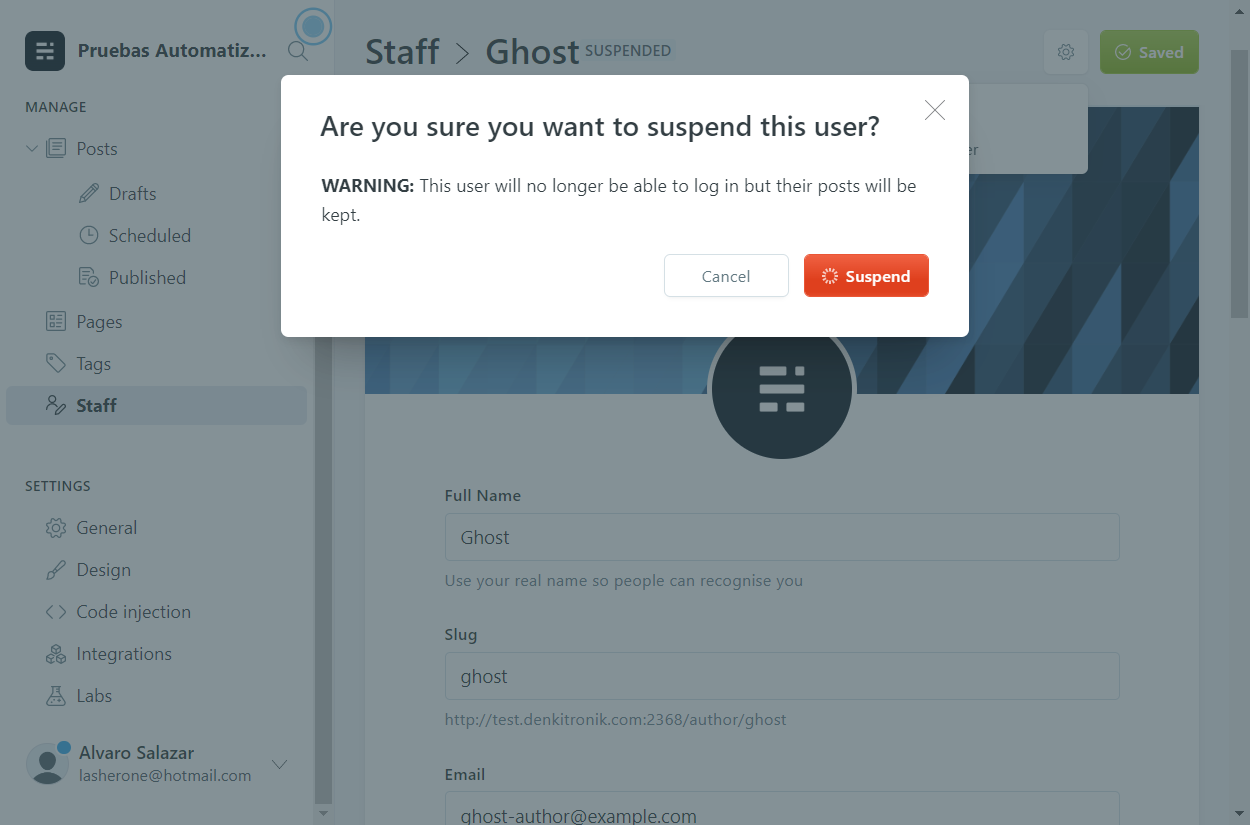 Pruebas Automatiz...
MANAGE
Posts
Drafts
Scheduled
Published
Pages
Tags
Staff
SETTINGS
General
Design
Code injection
Integrations
Labs
Alvaro Salazar
lasherone@hotmail.com
Staff > Ghost SUSPENDED
Saved
Are you sure you want to suspend this user?
WARNING: This user will no longer be able to log in but their posts will be
kept.
Cancel
Suspend
Full Name
Ghost
Use your real name so people can recognise you
Slug
ghost
http://test.denkitronik.com:2368/author/ghost
Email
ghost-author@example.com